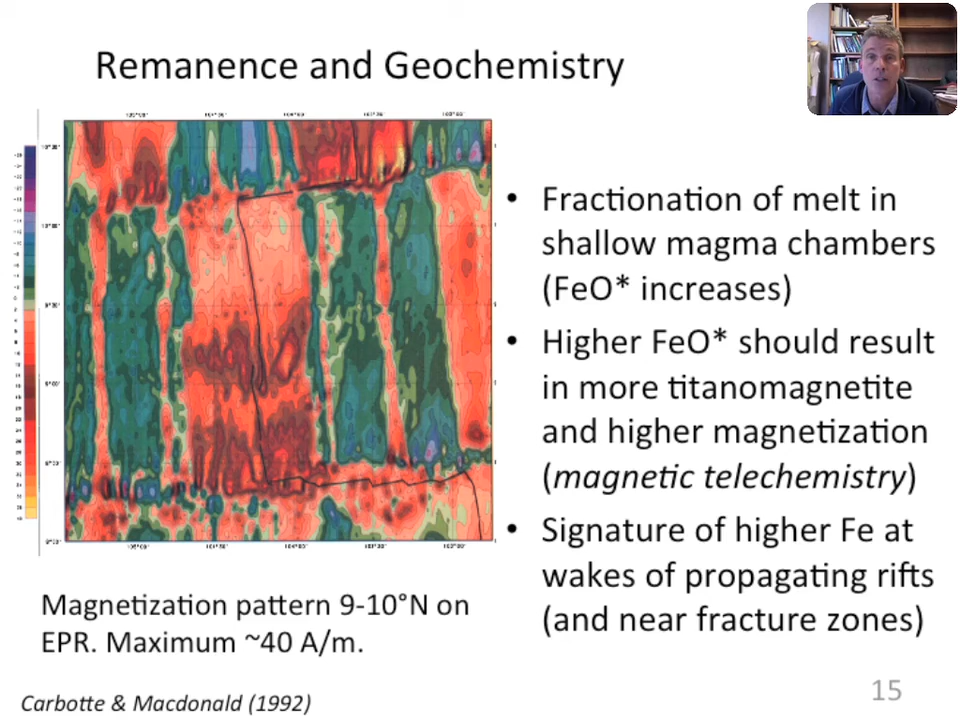 Remanence and Geochemistry
• Fractionation of melt in
shallow magma chambers
(FeO* increases)
• Higher FeO* should result
in more titanomagnetite
and higher magnetization
(magnetic telechemistry)
• Signature of higher Fe at
wakes of propagating rifts
(and near fracture zones)
Magnetization pattern 9-10°N on
EPR. Maximum ~40 A/m.
Carbotte & Macdonald (1992)
15